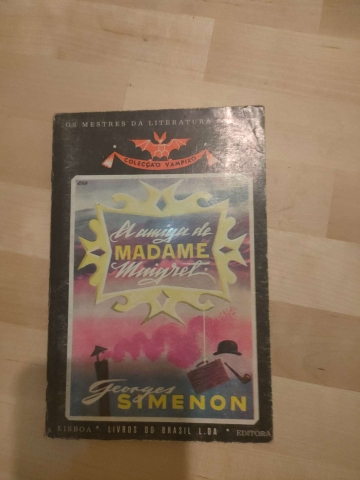 OS MESTRES DA LITERATURA
COLECÇÃO VAMPIRO
A amiga de
MADAME
Maigret
Georges
SIMENON
LISBOA * LIVROS DO BRASIL L.DA * EDITORA